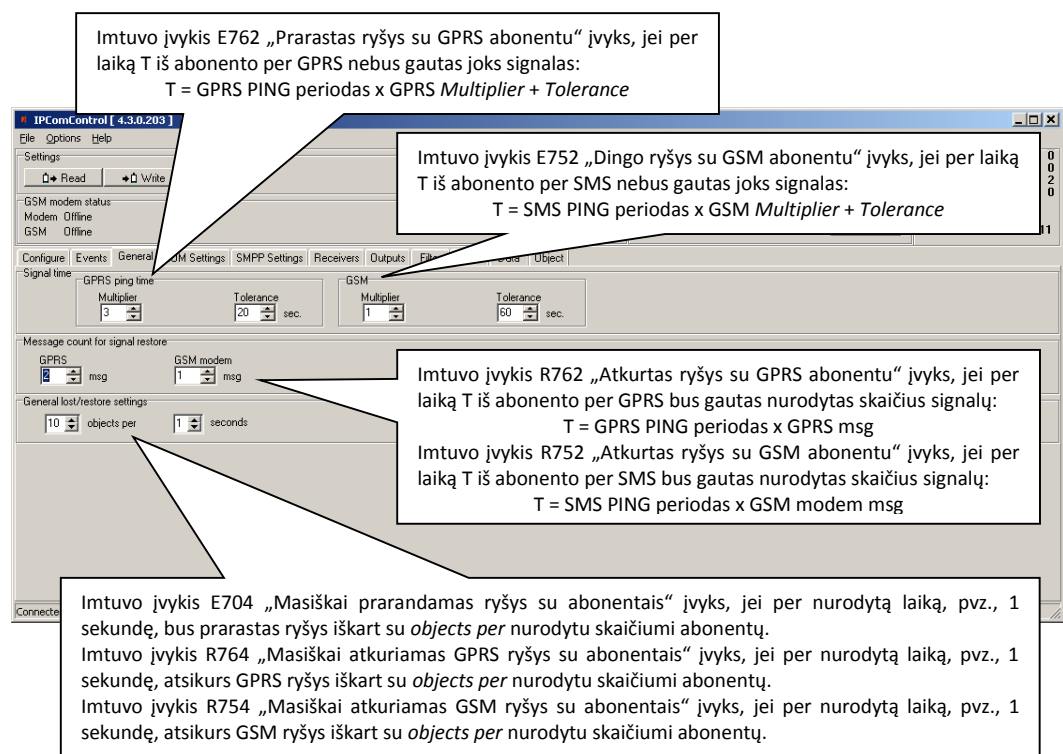 Imtuvo įvykis E762 „Prarastas ryšys su GPRS abonentu“ įvyks, jei per
laiką T iš abonento per GPRS nebus gautas joks signalas:
T = GPRS PING periodas x GPRS Multiplier + Tolerance
IPComControl [ 4.3.0.203 ]
File Options Help
Settings
Read Write
GSM modem status
Modem Offline
GSM Offline
0
0
2
0
11
Imtuvo įvykis E752 „Dingo ryšys su GSM abonentu“ įvyks, jei per laiką
T iš abonento per SMS nebus gautas joks signalas:
T = SMS PING periodas x GSM Multiplier + Tolerance
Configure Events General M Settings SMPP Settings Receivers Outputs Object
Signal time
GPRS ping time
Multiplier Tolerance
3 20 sec.
GSM
Multiplier Tolerance
1 60 sec.
Message count for signal restore
GPRS GSM modem
2 msg 1 msg
General lost/restore settings
10 objects per 1 seconds
Imtuvo įvykis R762 „Atkurtas ryšys su GPRS abonentu“ įvyks, jei per
laiką T iš abonento per GPRS bus gautas nurodytas skaičius signalų:
T = GPRS PING periodas x GPRS msg
Imtuvo įvykis R752 „Atkurtas ryšys su GSM abonentu“ įvyks, jei per
laiką T iš abonento per SMS bus gautas nurodytas skaičius signalų:
T = SMS PING periodas x GSM modem msg
Connecte
Imtuvo įvykis E704 „Masiškai prarandamas ryšys su abonentais“ įvyks, jei per nurodytą laiką, pvz., 1
sekundę, bus prarastas ryšys iškart su objects per nurodytu skaičiumi abonentų.
Imtuvo įvykis R764 „Masiškai atkuriamas GPRS ryšys su abonentais“ įvyks, jei per nurodytą laiką, pvz., 1
sekundę, atsikurs GPRS ryšys iškart su objects per nurodytu skaičiumi abonentų.
Imtuvo įvykis R754 „Masiškai atkuriamas GSM ryšys su abonentais“ įvyks, jei per nurodytą laiką, pvz., 1
sekundę, atsikurs GSM ryšys iškart su objects per nurodytu skaičiumi abonentų.